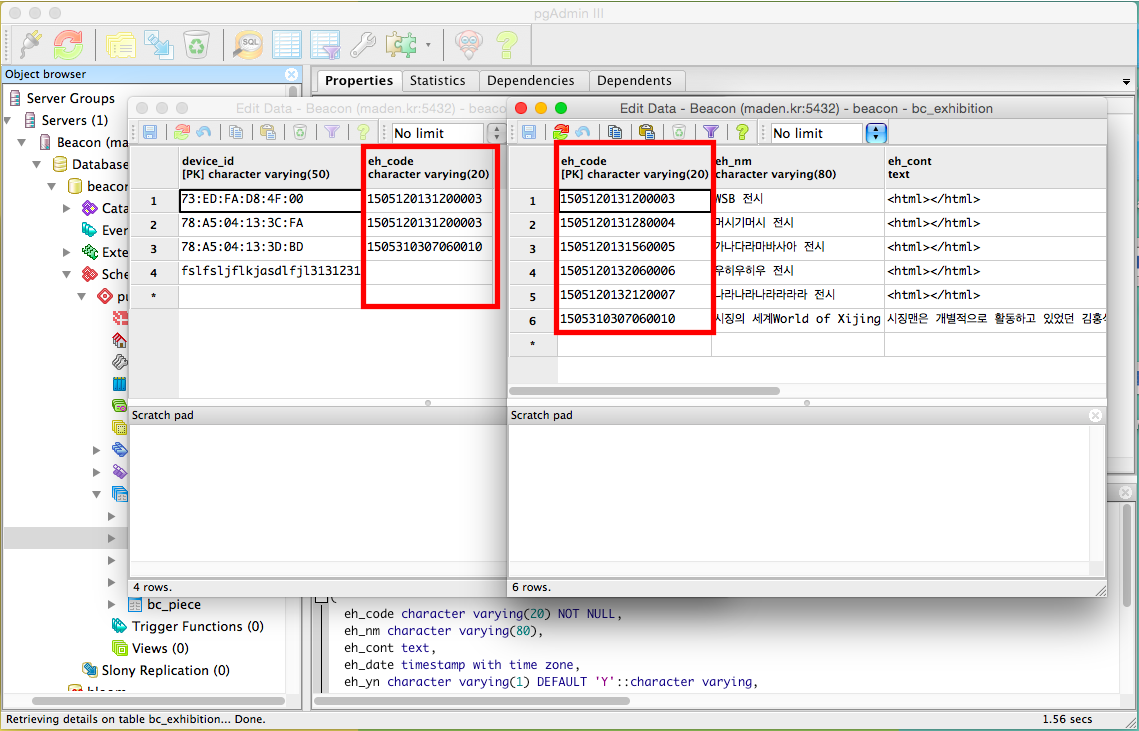 pgAdmin III
SQL
Object browser
Properties
Statistics
Dependencies
Dependents
Server Groups
Servers (1)
Beacon (ma
Database
beacon
Cata
Ever
Exte
Sche
pu
bc_piece
Trigger Functions (0)
Views (0)
Slony Replication (0)
Edit Data - Beacon (maden.kr:5432) - beaco
No limit
device_id
[PK] character varying(50)
eh_code
character varying(20)
1
73:ED:FA:D8:4F:00
1505120131200003
2
78:A5:04:13:3C:FA
1505120131200003
3
78:A5:04:13:3D:BD
1505310307060010
4
fslfsljflkjasdlfjl3131231
*
Scratch pad
4 rows.
Edit Data - Beacon (maden.kr:5432) - beacon - bc_exhibition
No limit
eh_code
[PK] character varying(20)
eh_nm
character varying(80)
eh_cont
text
1
1505120131200003
WSB 전시
<html></html>
2
1505120131280004
머시기머시 전시
<html></html>
3
1505120131560005
가나다라마바사아 전시
<html></html>
4
1505120132060006
우히우히우 전시
<html></html>
5
1505120132120007
나라나라나라라라라 전시
<html></html>
6
1505310307060010
시징의 세계World of Xijing
시징맨은 개별적으로 활동하고 있었던 김홍석
*
Scratch pad
6 rows.
(
eh_code character varying(20) NOT NULL,
eh_nm character varying(80),
eh_cont text,
eh_date timestamp with time zone,
eh_yn character varying(1) DEFAULT 'Y'::character varying,
Retrieving details on table bc_exhibition... Done.
1.56 secs